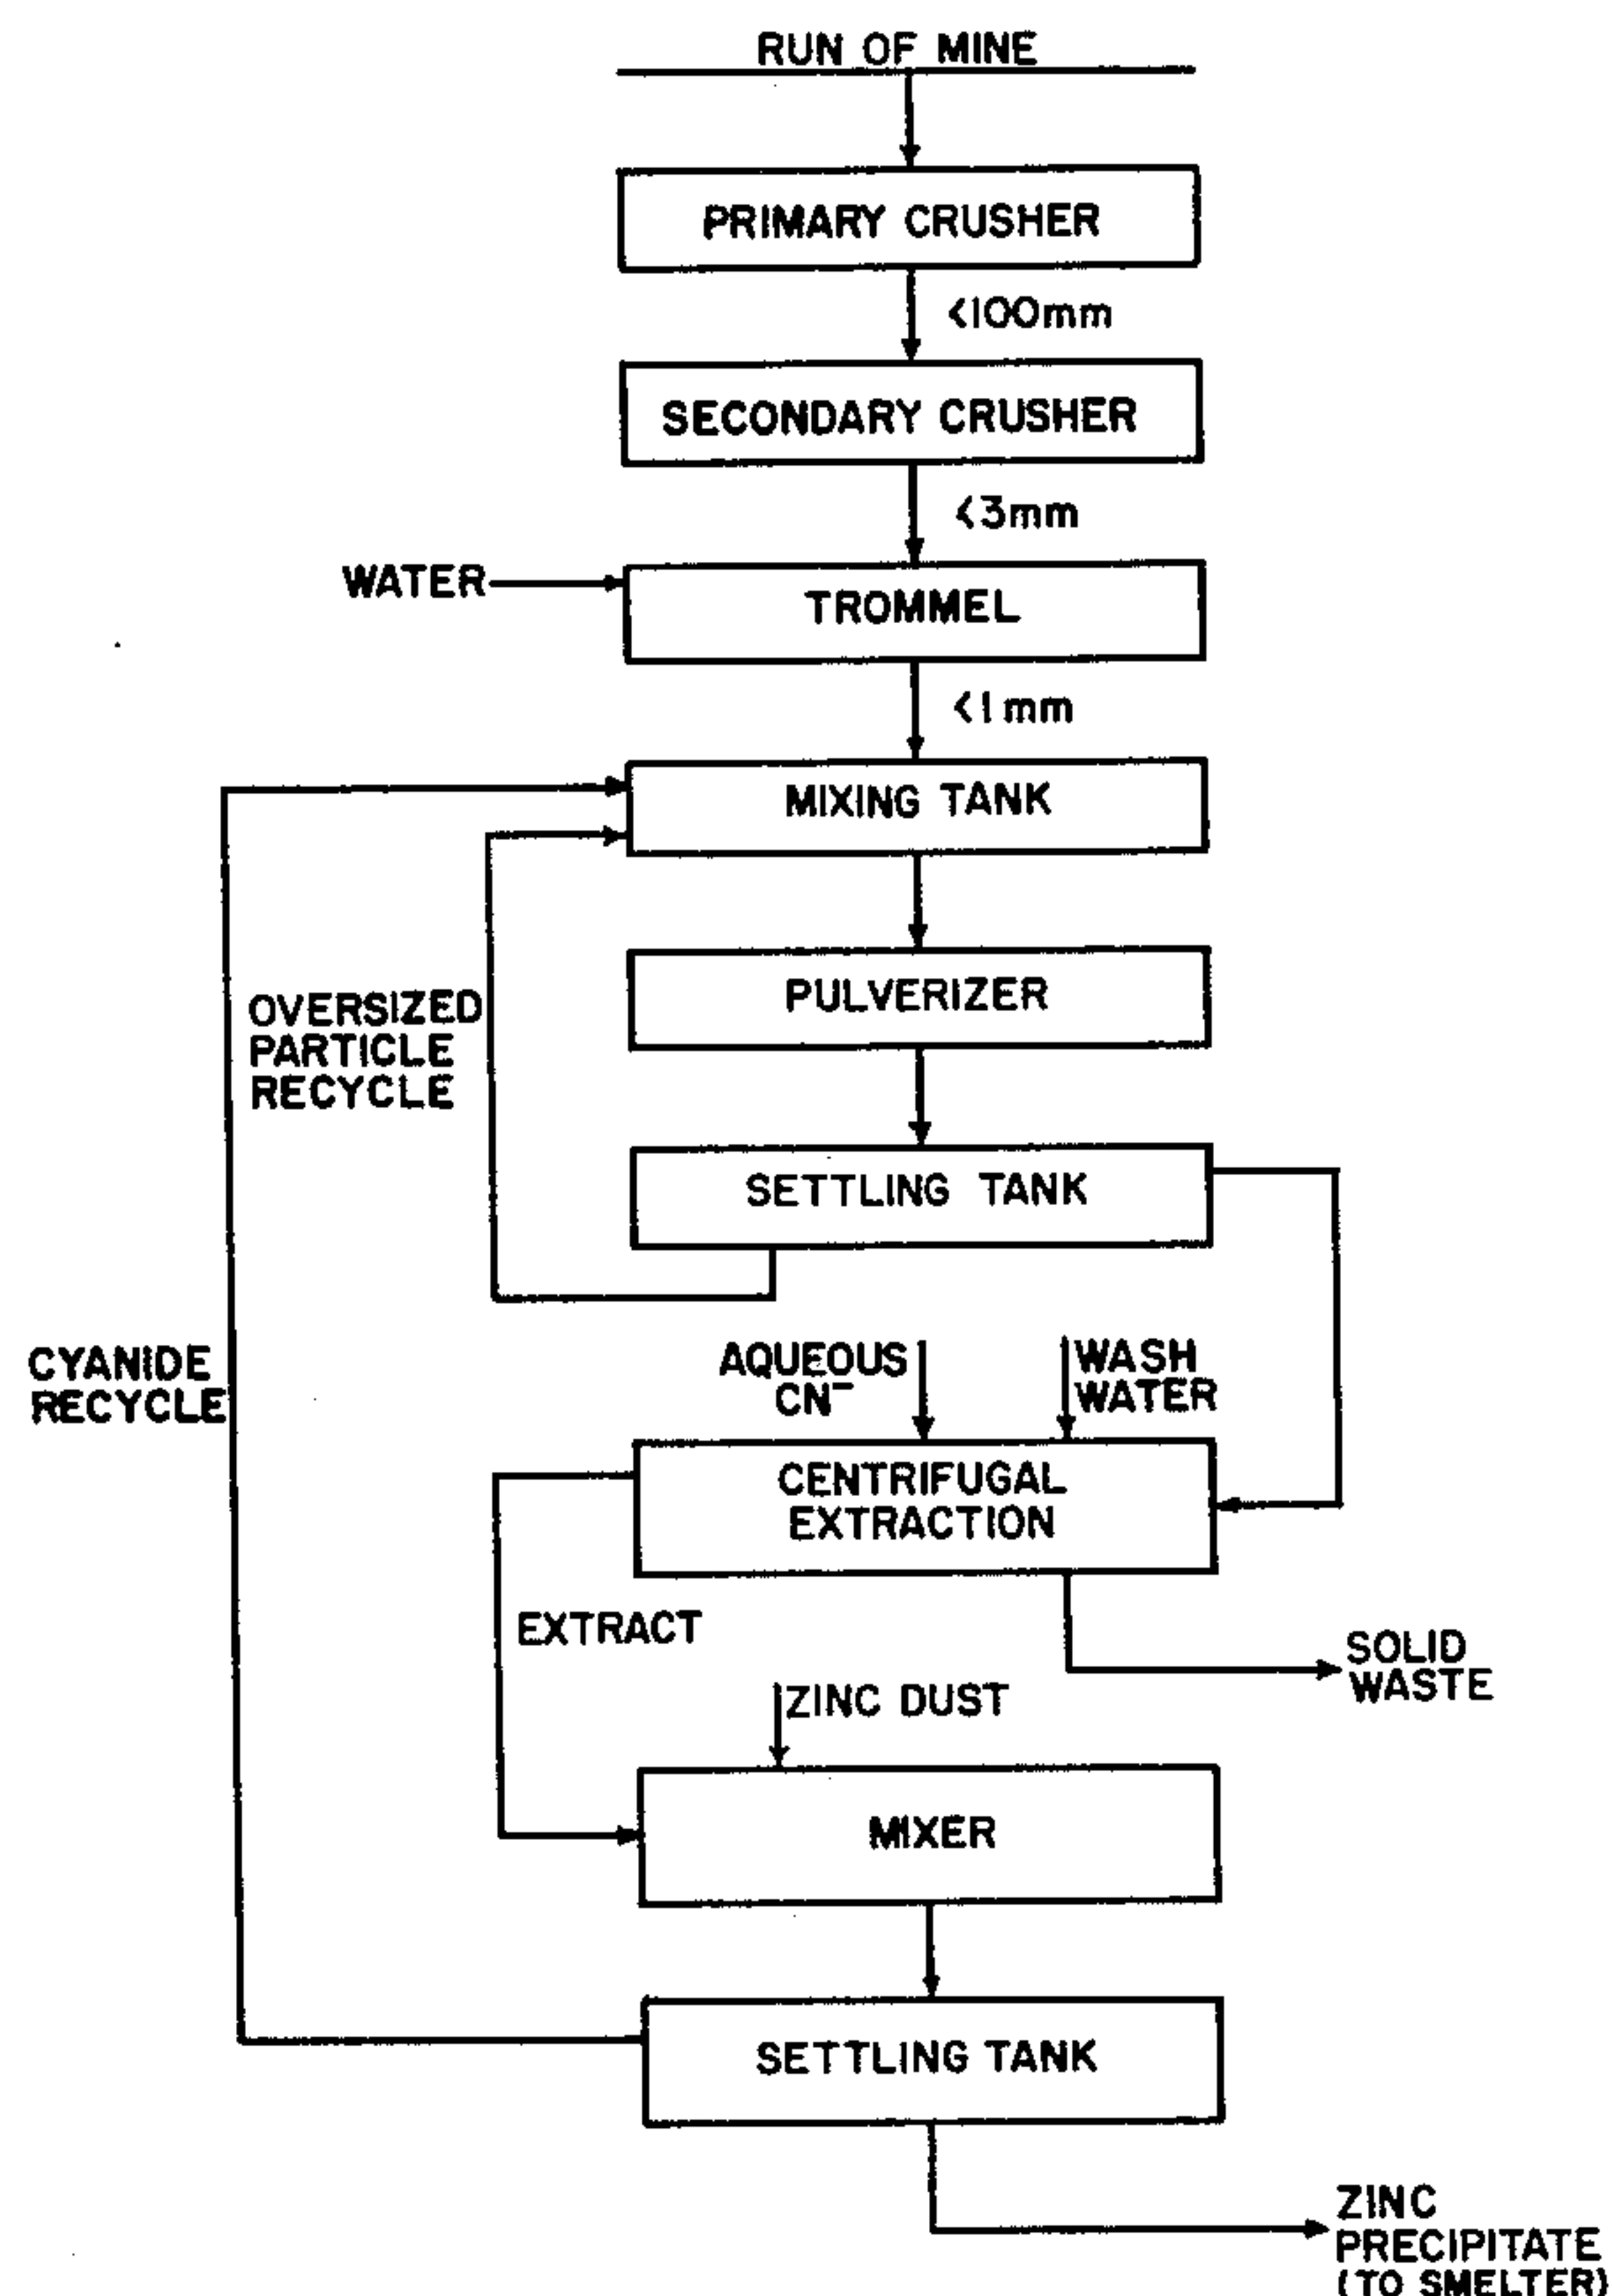 RUN OF MINE
PRIMARY CRUSHER
<100mm
SECONDARY CRUSHER
<3mm
WATER
TROMMEL
<1mm
MIXING TANK
PULVERIZER
OVERSIZED
PARTICLE
RECYCLE
SETTLING TANK
CYANIDE
RECYCLE
AQUEOUS
CN⁻
WASH
WATER
CENTRIFUGAL
EXTRACTION
EXTRACT
SOLID
WASTE
ZINC DUST
MIXER
SETTLING TANK
ZINC
PRECIPITATE
(TO SMELTER)